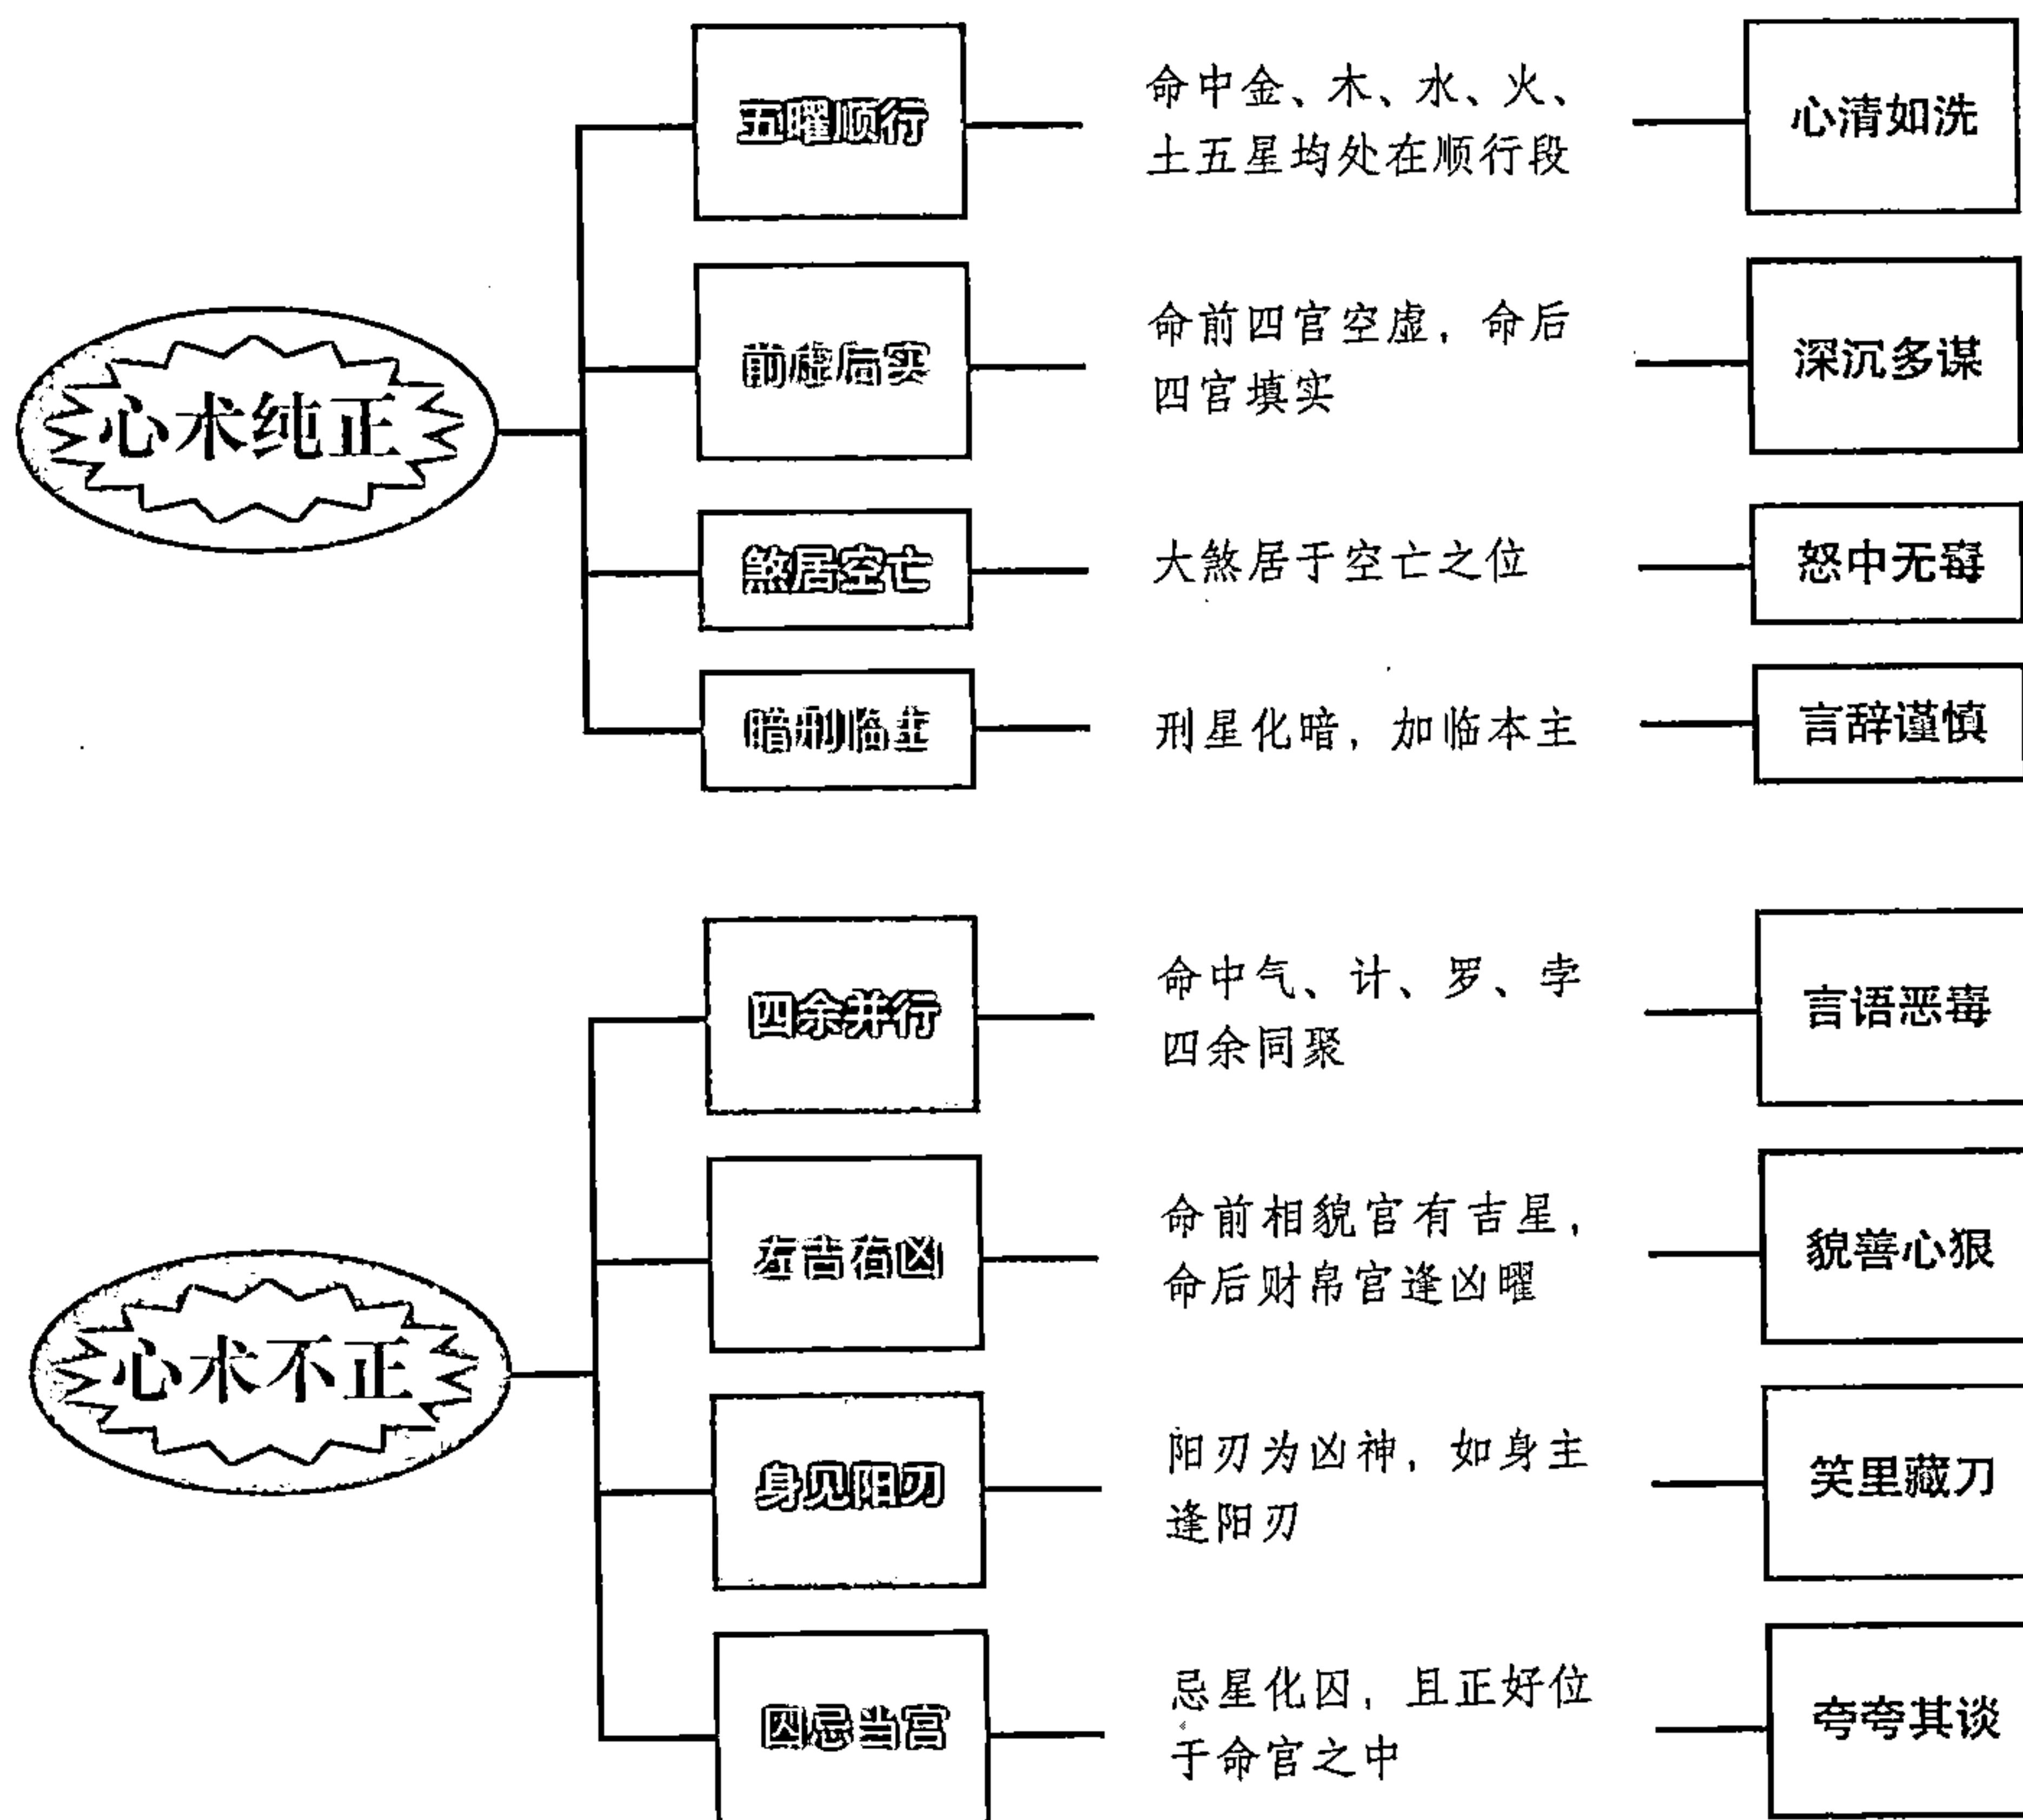 心术纯正
五曜顺行
命中金、木、水、火、
土五星均处在顺行段
心清如洗
前虚后实
命前四宫空虚，命后
四宫填实
深沉多谋
煞居空亡
大煞居于空亡之位
怒中无毒
暗刑临主
刑星化暗，加临本主
言辞谨慎
心术不正
四余并行
命中气、计、罗、孛
四余同聚
言语恶毒
左吉右凶
命前相貌宫有吉星，
命后财帛宫逢凶曜
貌善心狠
身见阳刃
阳刃为凶神，如身主
逢阳刃
笑里藏刀
囚忌当宫
忌星化囚，且正好位
于命宫之中
夸夸其谈